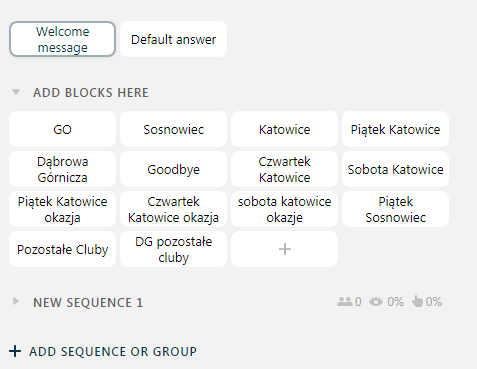 Welcome
message
Default answer
ADD BLOCKS HERE
GO
Sosnowiec
Katowice
Piątek Katowice
Dąbrowa
Górnicza
Goodbye
Czwartek
Katowice
Sobota Katowice
Piątek Katowice
okazja
Czwartek
Katowice okazja
sobota katowice
okazje
Piątek
Sosnowiec
Pozostałe Cluby
DG pozostałe
cluby
+
NEW SEQUENCE 1
0
0%
0%
+ ADD SEQUENCE OR GROUP